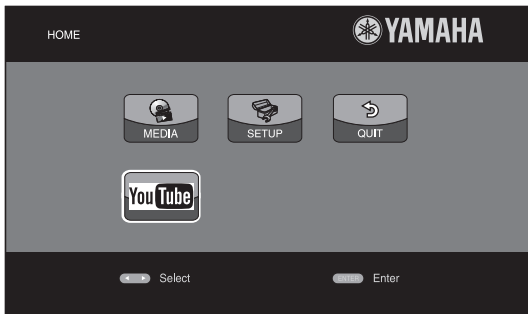 HOME
YAMAHA
MEDIA SETUP QUIT
YouTube
Select ENTER Enter